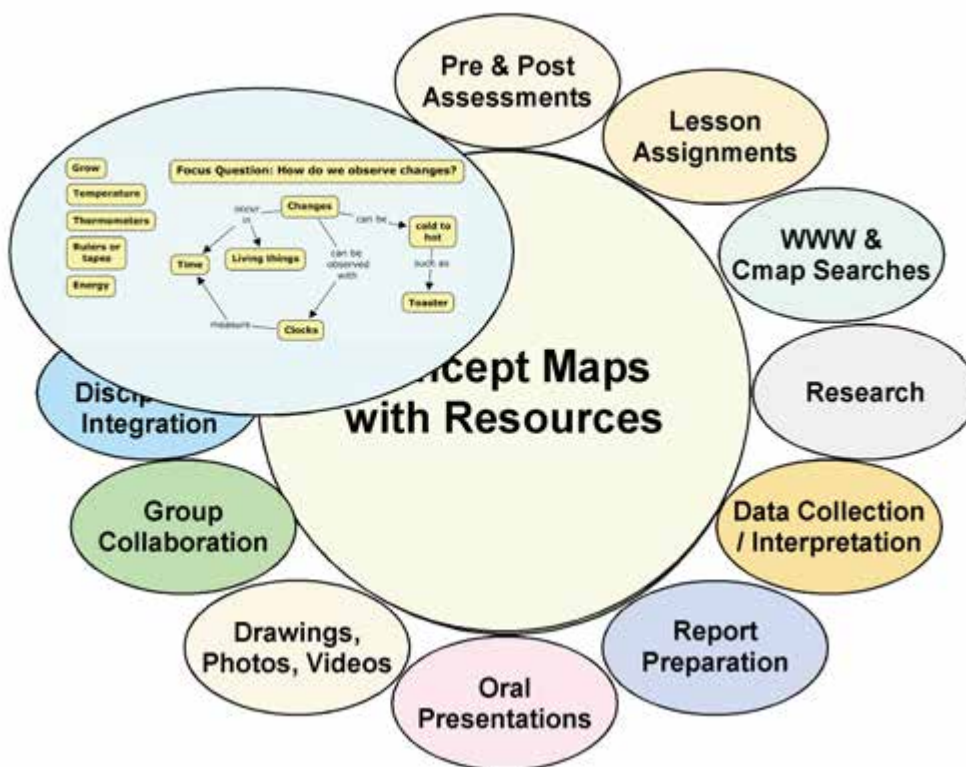 Pre & Post
Assessments
Lesson
Assignments
WWW &
Cmap Searches
Research
Data Collection
/ Interpretation
Report
Preparation
Oral
Presentations
Drawings,
Photos, Videos
Group
Collaboration
Discip
Integration
ncept Maps
with Resources
Focus Question: How do we observe changes?
Grow
Temperature
Thermometers
Rulers or
tapes
Energy
Changes
occur
in
can be
cold to
hot
Time
Living things
can be
observed
with
such as
Toaster
measure
Clocks